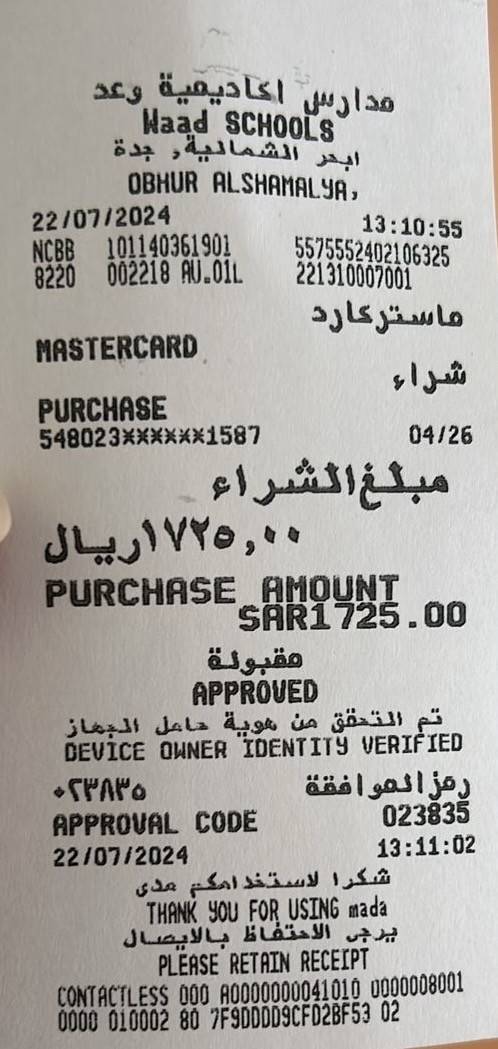 مدارس اكاديمية وعد
Waad SCHOOLS
ابحر الشمالية, جدة
OBHUR ALSHAMALYA,
22/07/2024 13:10:55
NCBB 101140361901 5575552402106325
8220 002218 AU.01L 221310007001
ماستركارد
MASTERCARD
شراء
PURCHASE
548023******1587 04/26
مبلغ الشراء
١٧٢٥,٠٠ ريال
PURCHASE AMOUNT
SAR1725.00
مقبولة
APPROVED
تم التحقق من هوية حامل الجهاز
DEVICE OWNER IDENTITY VERIFIED
رمز الموافقة ٠٢٣٨٣٥
APPROVAL CODE 023835
22/07/2024 13:11:02
شكرا لاستخدامكم مدى
THANK YOU FOR USING mada
يرجى الاحتفاظ بالايصال
PLEASE RETAIN RECEIPT
CONTACTLESS 000 A0000000041010 0000008001
0000 010002 80 7F9DDDD9CFD2BF53 02